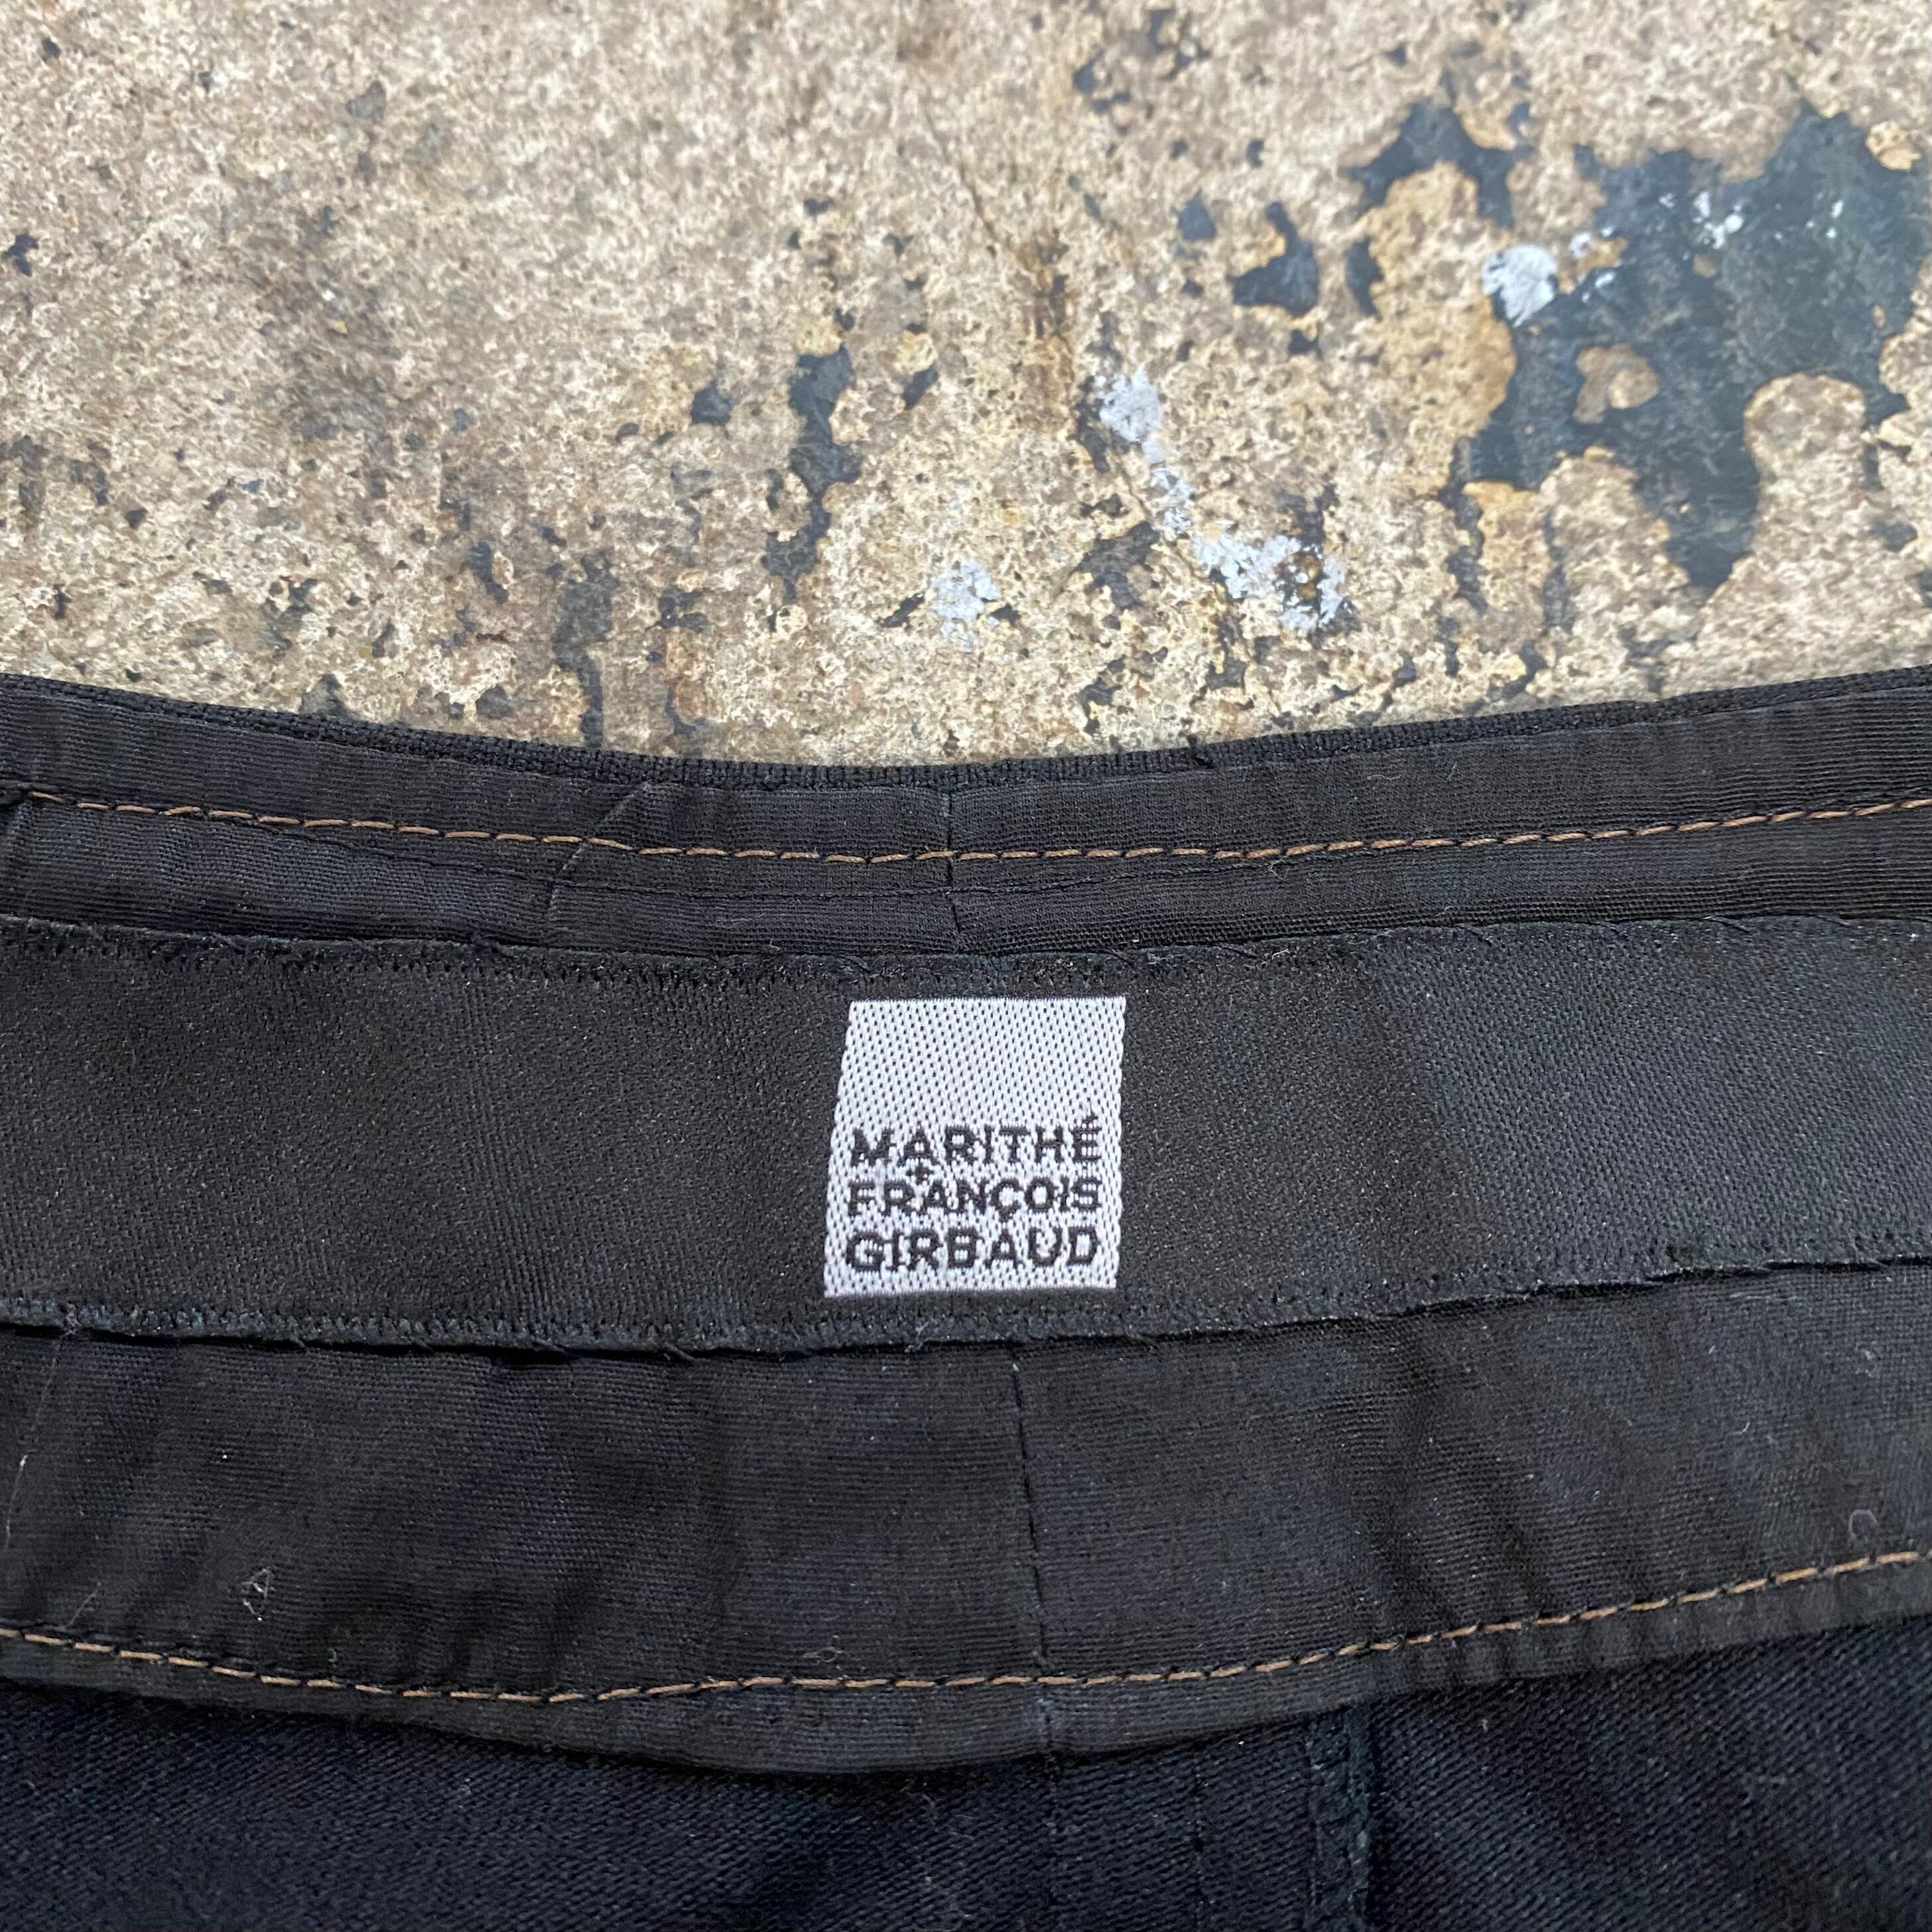 MARITHÉ
+
FRANÇOIS
GIRBAUD